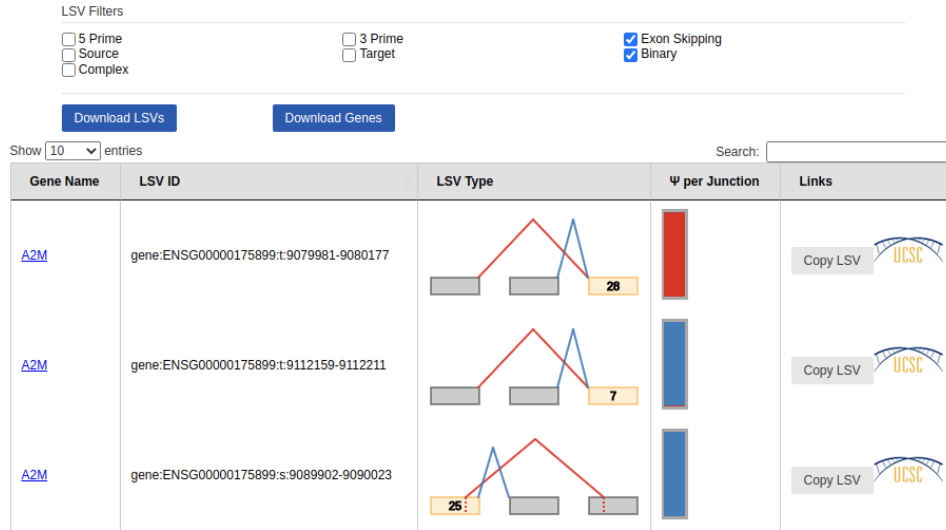 LSV Filters
5 Prime 3 Prime Exon Skipping
Source Target Binary
Complex
Download LSVs Download Genes
Show 10 entries Search:
Gene Name LSV ID LSV Type Ψ per Junction Links
A2M gene:ENSG00000175899:t:9079981-9080177 28 Copy LSV UCSC
A2M gene:ENSG00000175899:t:9112159-9112211 7 Copy LSV UCSC
A2M gene:ENSG00000175899:s:9089902-9090023 25 Copy LSV UCSC